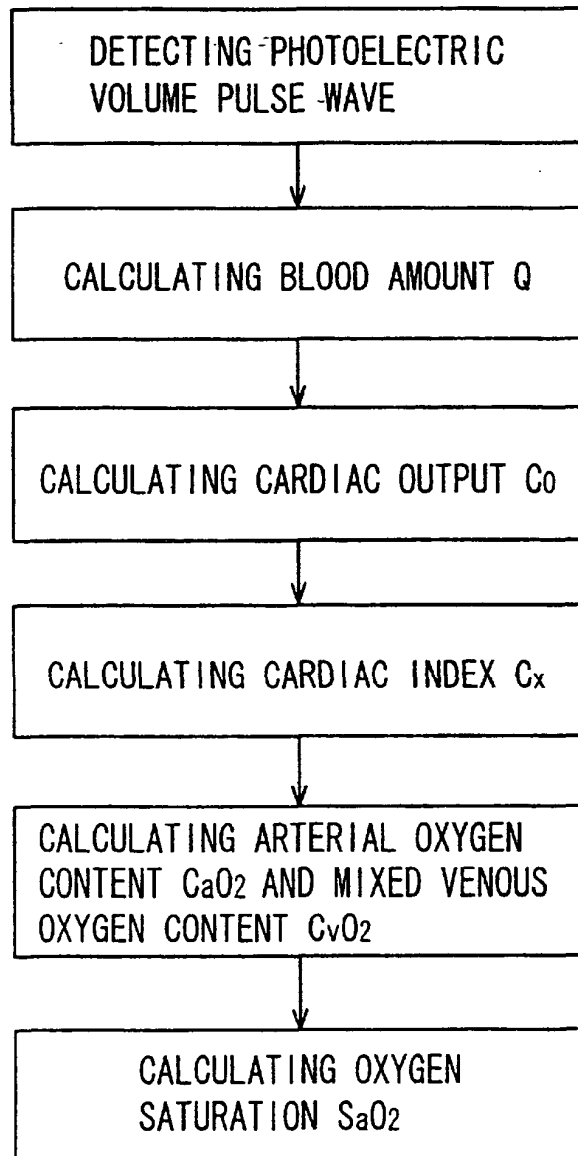 DETECTING PHOTOELECTRIC
VOLUME PULSE WAVE
CALCULATING BLOOD AMOUNT Q
CALCULATING CARDIAC OUTPUT Co
CALCULATING CARDIAC INDEX Cx
CALCULATING ARTERIAL OXYGEN
CONTENT CaO2 AND MIXED VENOUS
OXYGEN CONTENT CvO2
CALCULATING OXYGEN
SATURATION SaO2